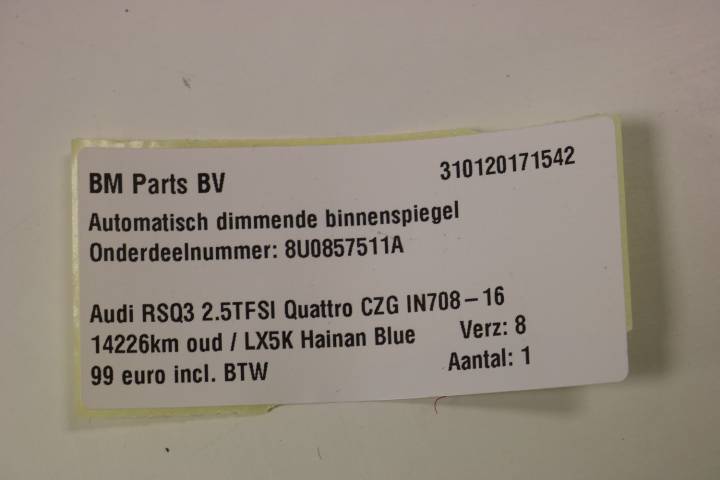 BM Parts BV 310120171542
Automatisch dimmende binnenspiegel
Onderdeelnummer: 8U0857511A
Audi RSQ3 2.5TFSI Quattro CZG IN708-16
14226km oud / LX5K Hainan Blue Verz: 8
99 euro incl. BTW Aantal: 1